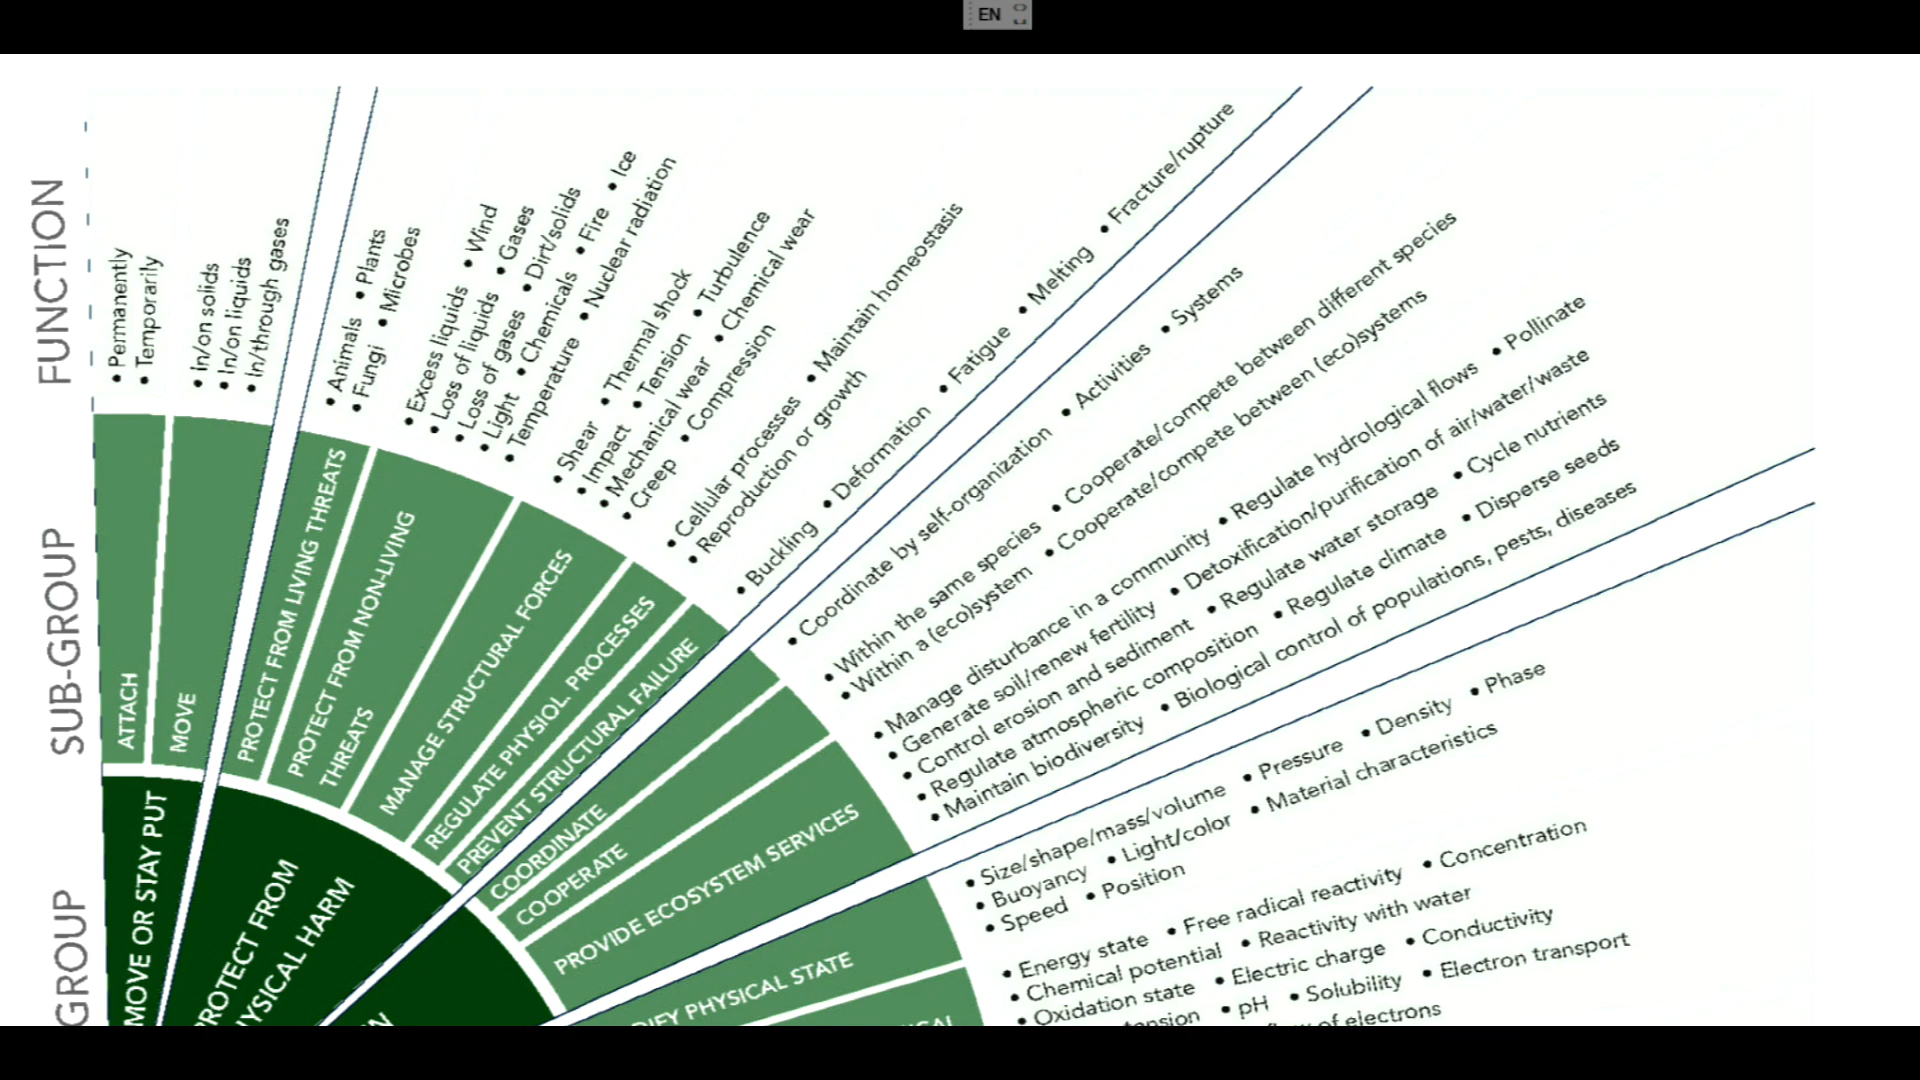 EN
FUNCTION
SUB-GROUP
GROUP
• Permanently
• Temporarily
• In/on solids
• In/on liquids
• In/through gases
ATTACH
MOVE
MOVE OR STAY PUT
• Animals • Plants
• Fungi • Microbes
• Excess liquids • Wind
• Loss of liquids • Gases
• Loss of gases • Dirt/solids
• Light • Chemicals • Fire • Ice
• Temperature • Nuclear radiation
• Shear • Thermal shock
• Impact • Tension • Turbulence
• Mechanical wear • Chemical wear
• Creep • Compression
• Cellular processes • Maintain homeostasis
• Reproduction or growth
• Buckling • Deformation • Fatigue • Melting • Fracture/rupture
PROTECT FROM LIVING THREATS
PROTECT FROM NON-LIVING
THREATS
MANAGE STRUCTURAL FORCES
REGULATE PHYSIOL. PROCESSES
PREVENT STRUCTURAL FAILURE
PROTECT FROM
PHYSICAL HARM
• Coordinate by self-organization • Activities • Systems
• Within the same species • Cooperate/compete between different species
• Within a (eco)system • Cooperate/compete between (eco)systems
• Manage disturbance in a community • Regulate hydrological flows • Pollinate
• Generate soil/renew fertility • Detoxification/purification of air/water/waste
• Control erosion and sediment • Regulate water storage • Cycle nutrients
• Regulate atmospheric composition • Regulate climate • Disperse seeds
• Maintain biodiversity • Biological control of populations, pests, diseases
COORDINATE
COOPERATE
PROVIDE ECOSYSTEM SERVICES
• Size/shape/mass/volume • Pressure • Density • Phase
• Buoyancy • Light/color • Material characteristics
• Speed • Position
• Energy state • Free radical reactivity • Concentration
• Chemical potential • Reactivity with water
• Oxidation state • Electric charge • Conductivity
• pH • Solubility • Electron transport
of electrons
PHYSICAL STATE